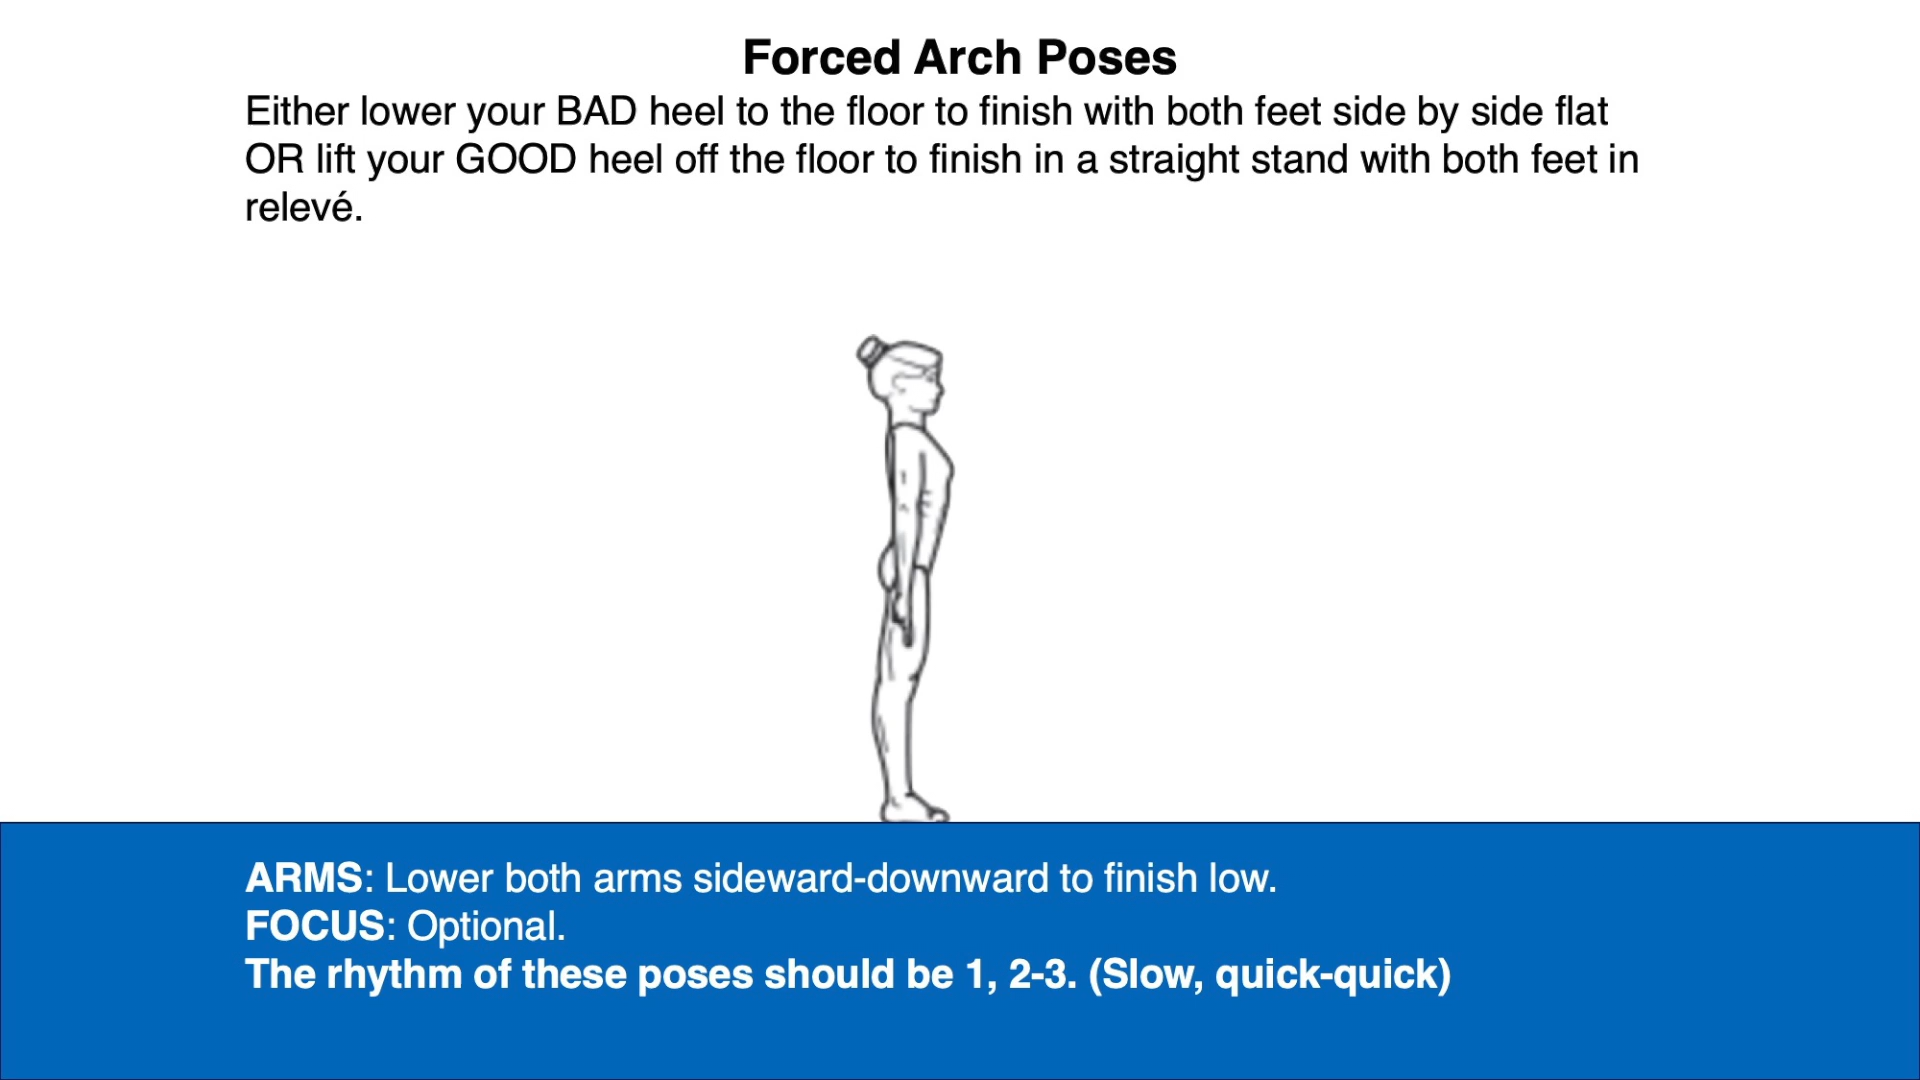 Forced Arch Poses
Either lower your BAD heel to the floor to finish with both feet side by side flat
OR lift your GOOD heel off the floor to finish in a straight stand with both feet in
relevé.
ARMS: Lower both arms sideward-downward to finish low.
FOCUS: Optional.
The rhythm of these poses should be 1, 2-3. (Slow, quick-quick)